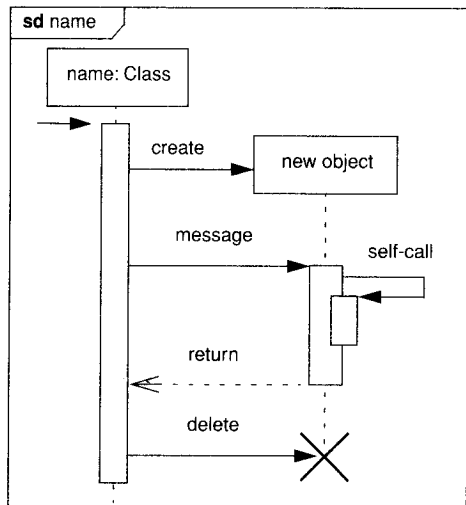 sd name
name: Class
create
new object
message
self-call
return
delete